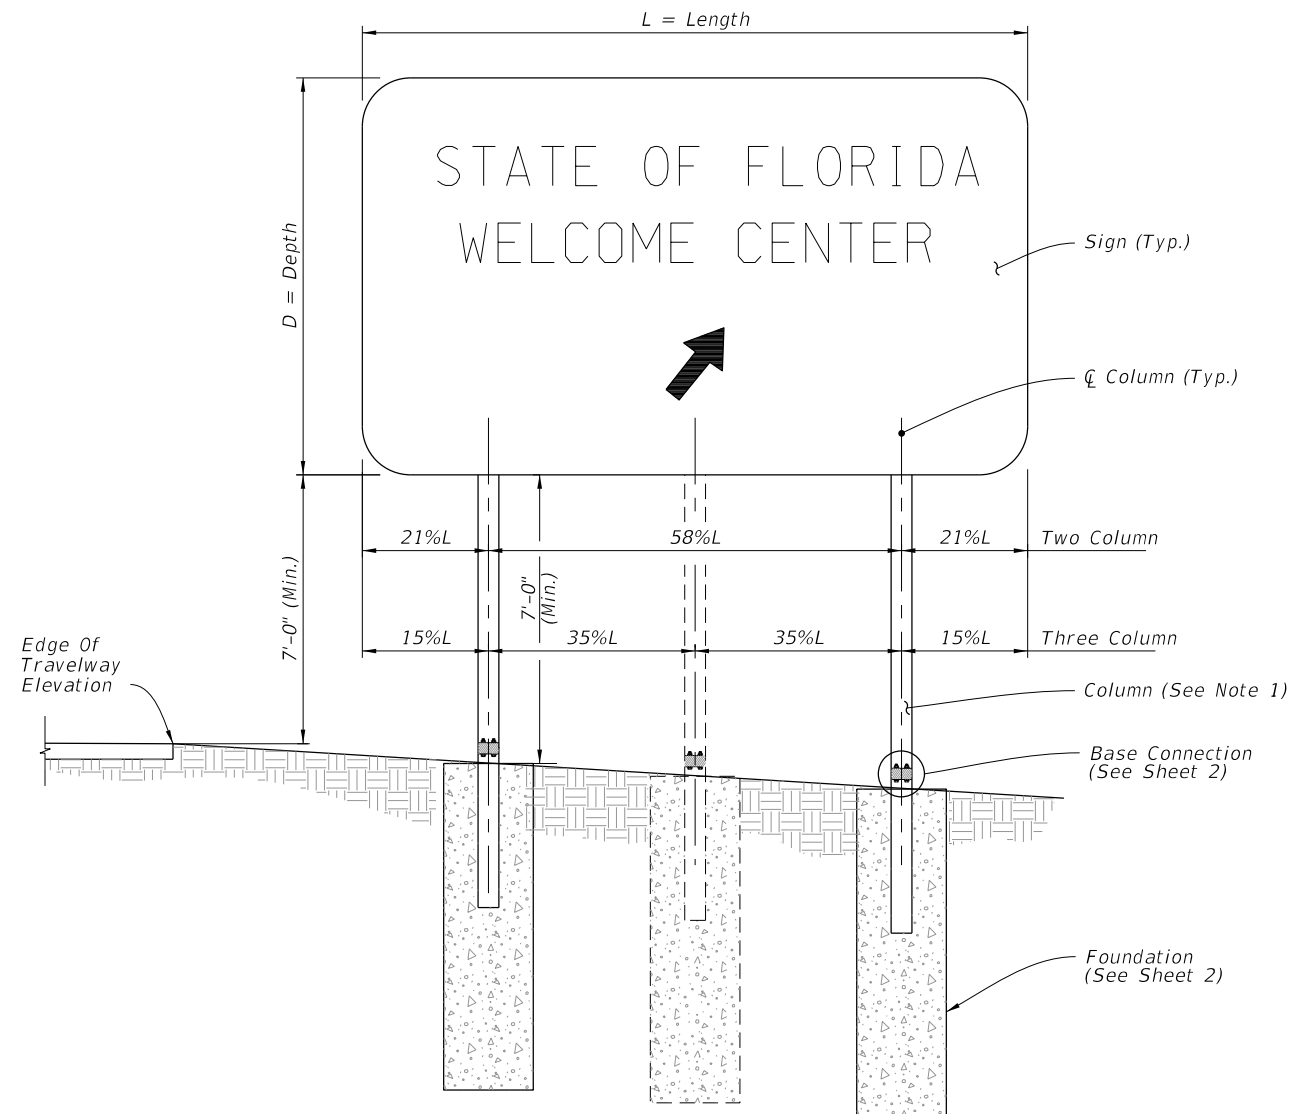 L = Length
STATE OF FLORIDA
WELCOME CENTER
D = Depth
Sign (Typ.)
℄ Column (Typ.)
21%L
58%L
21%L
Two Column
7'-0" (Min.)
7'-0"
(Min.)
15%L
35%L
35%L
15%L
Three Column
Edge Of
Travelway
Elevation
Column (See Note 1)
Base Connection
(See Sheet 2)
Foundation
(See Sheet 2)